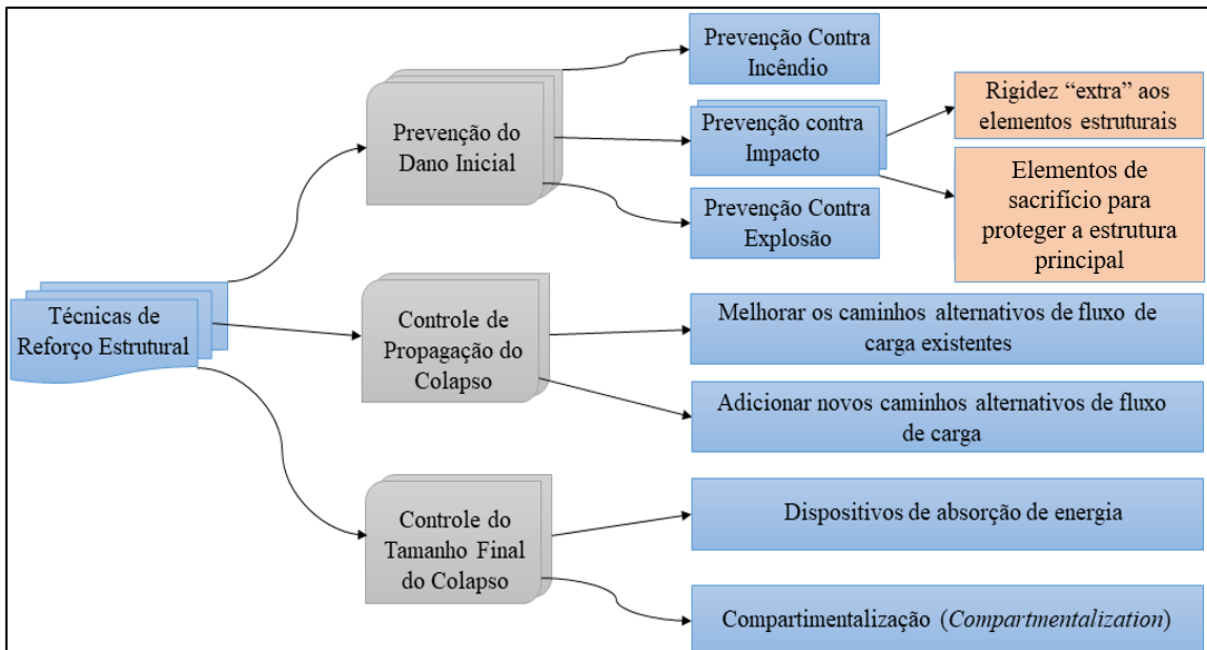 Técnicas de
Reforço Estrutural
Prevenção do
Dano Inicial
Prevenção Contra
Incêndio
Prevenção contra
Impacto
Rigidez “extra” aos
elementos estruturais
Elementos de
sacrifício para
proteger a estrutura
principal
Prevenção Contra
Explosão
Controle de
Propagação do
Colapso
Melhorar os caminhos alternativos de fluxo de
carga existentes
Adicionar novos caminhos alternativos de fluxo
de carga
Controle do
Tamanho Final
do Colapso
Dispositivos de absorção de energia
Compartimentalização (Compartmentalization)